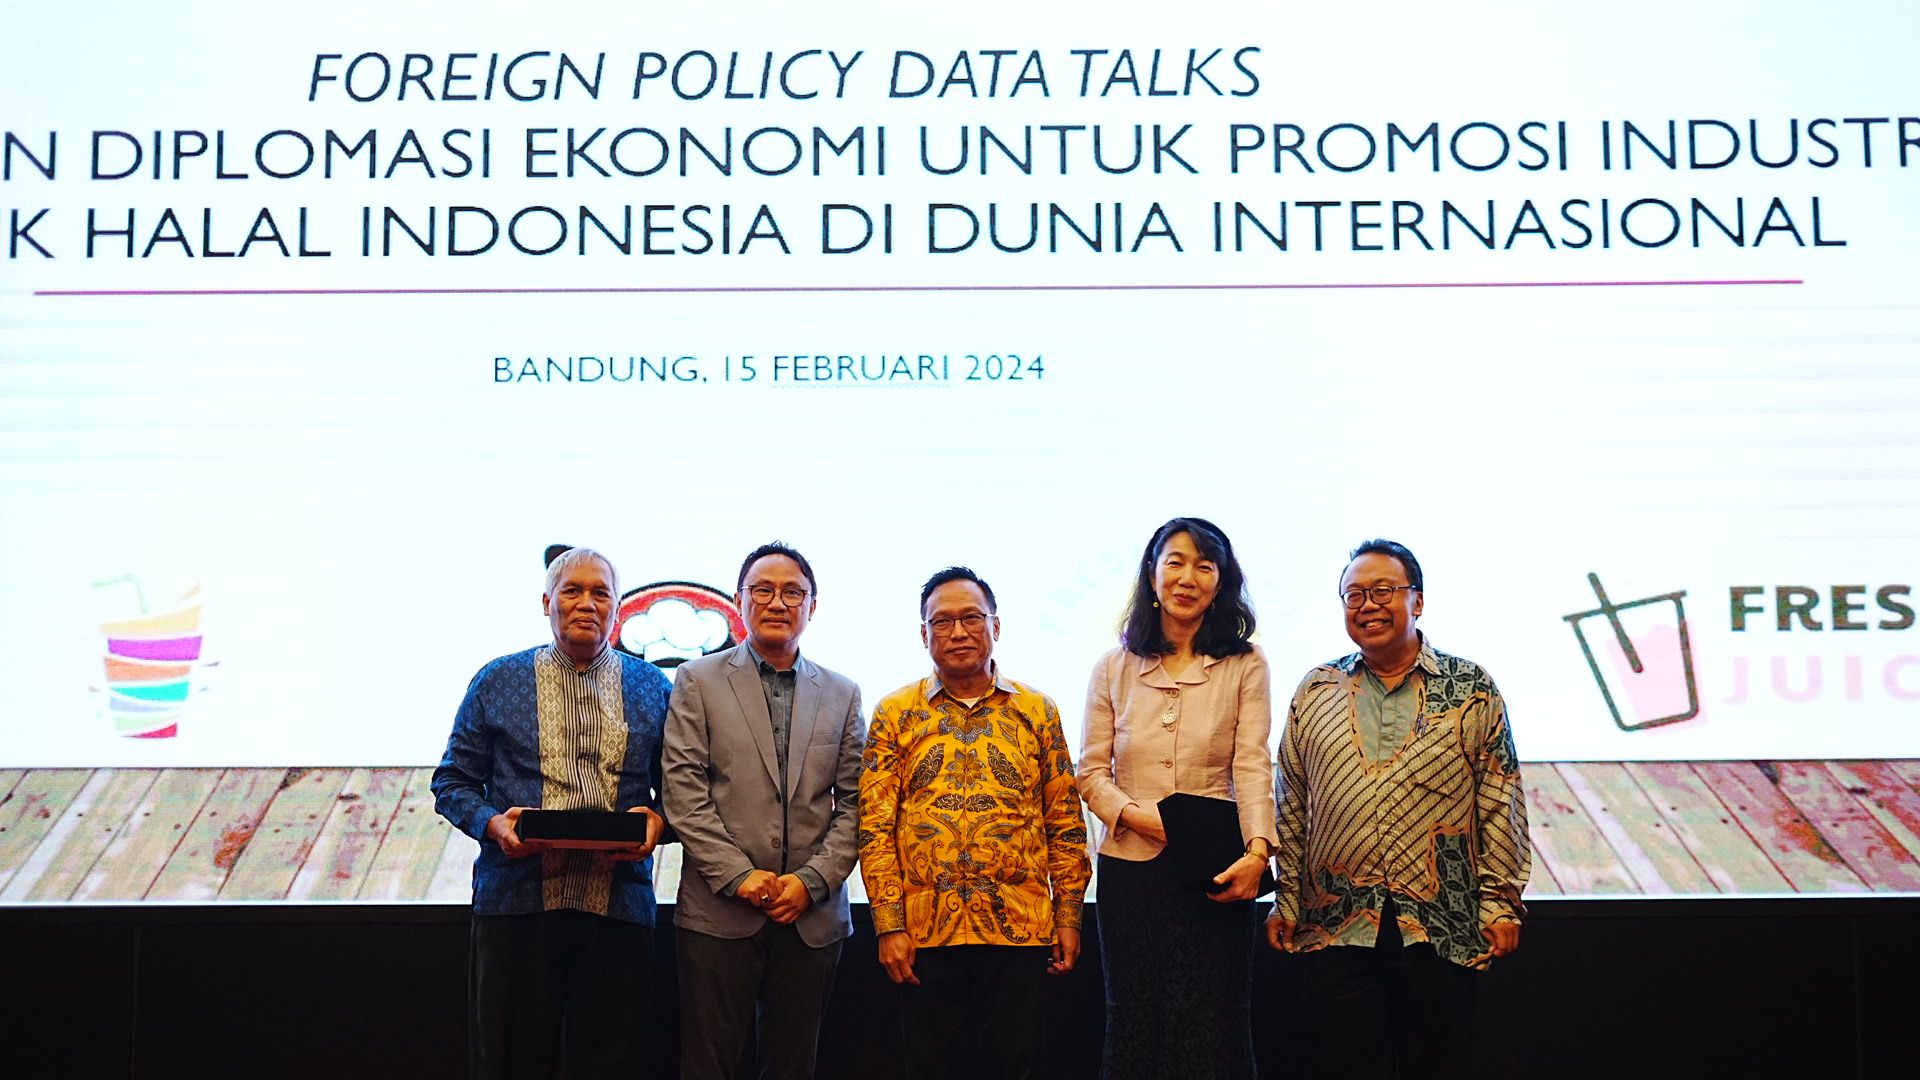 FOREIGN POLICY DATA TALKS
N DIPLOMASI EKONOMI UNTUK PROMOSI INDUSTR
K HALAL INDONESIA DI DUNIA INTERNASIONAL
BANDUNG, 15 FEBRUARI 2024
FRES
JUIC